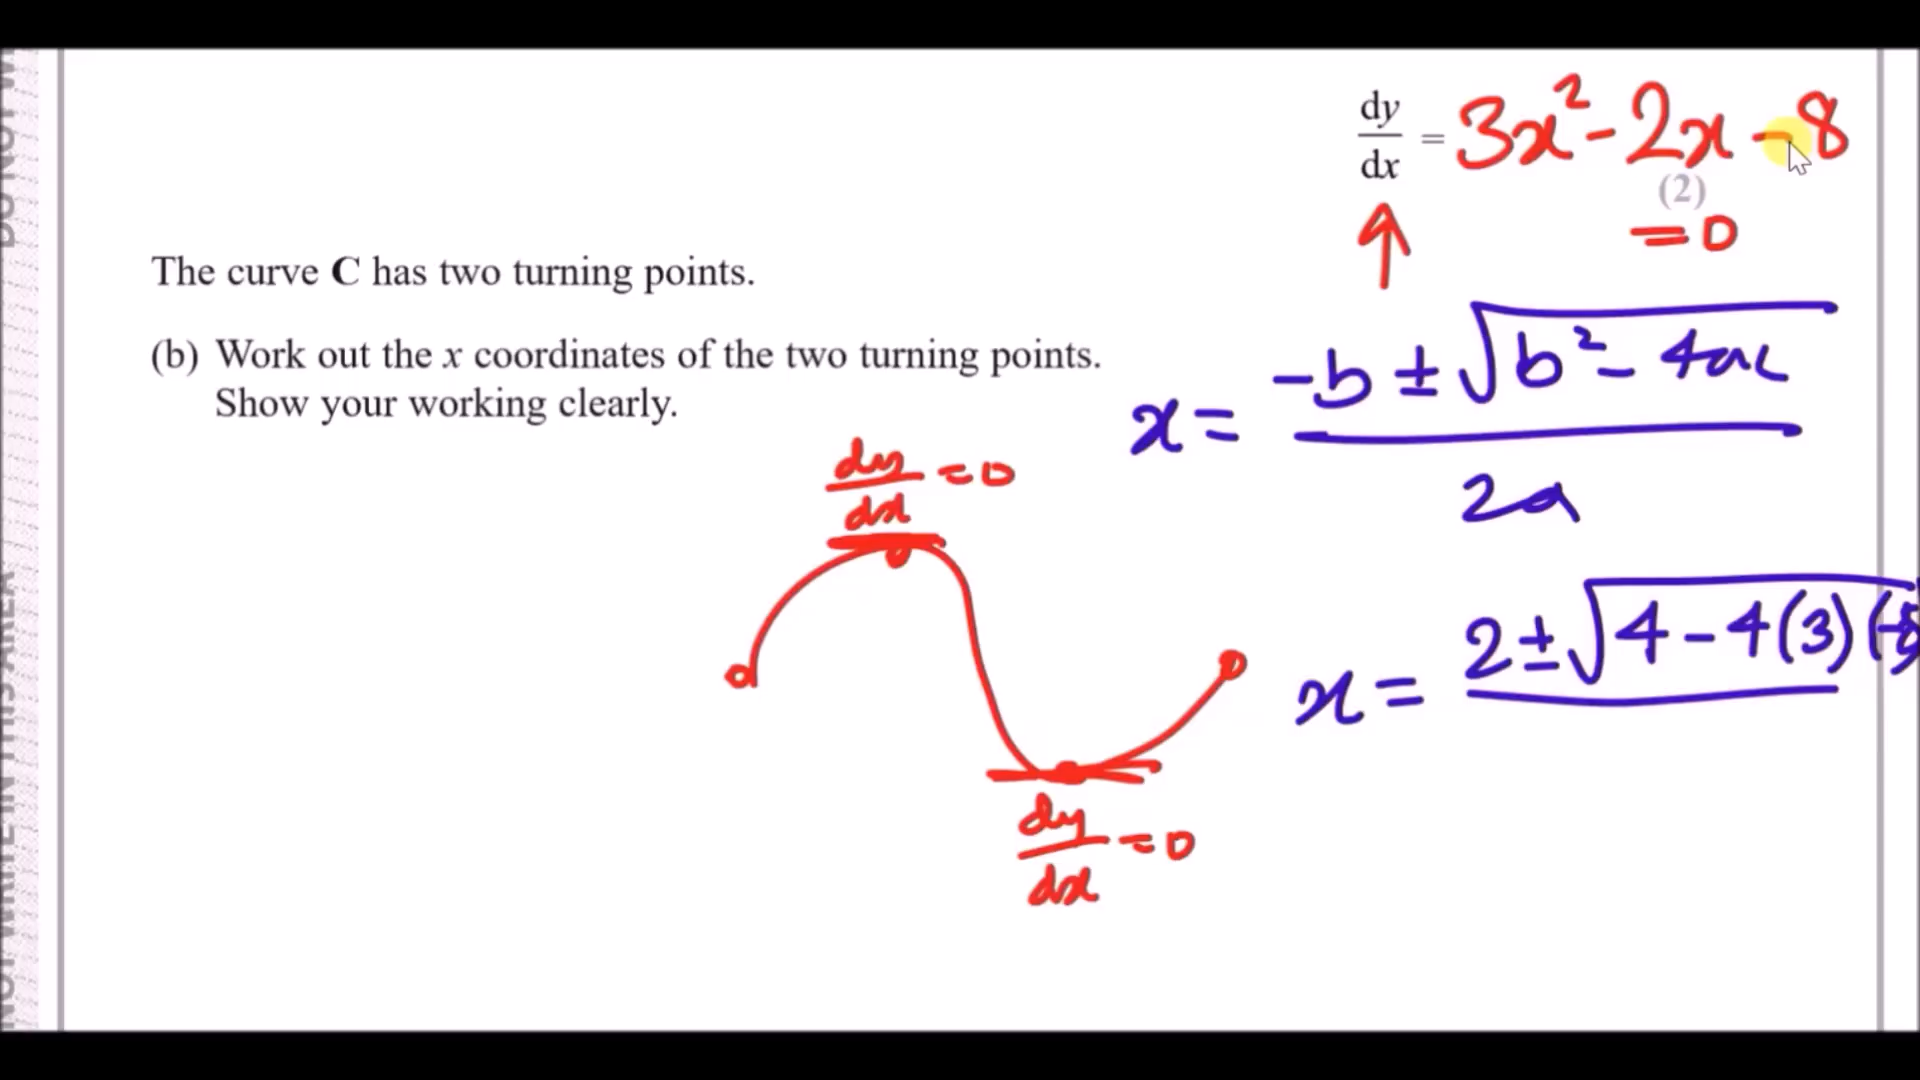 dy/dx = 3x² - 2x - 8
(2)
= 0
The curve C has two turning points.
(b) Work out the x coordinates of the two turning points.
Show your working clearly.
x = -b ± √b² - 4ac / 2a
dy/dx = 0
x = 2 ± √4 - 4(3)(
dy/dx = 0